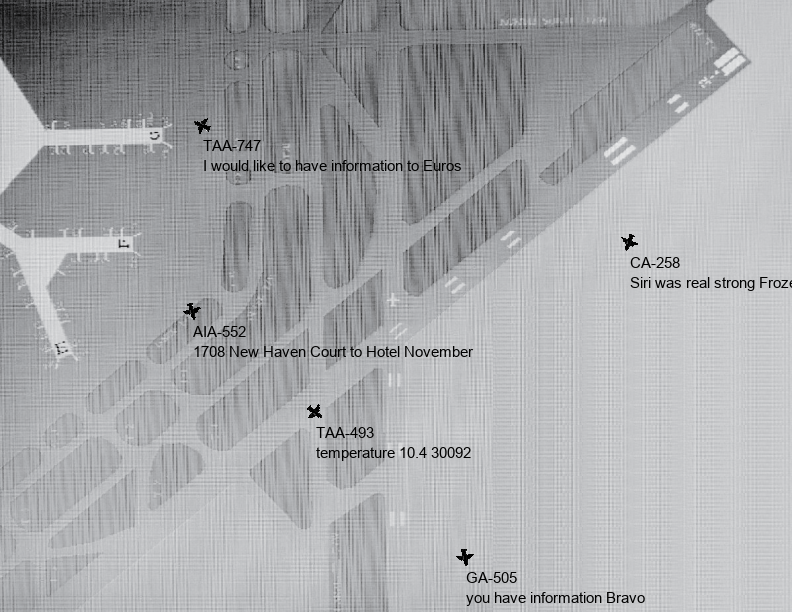 TAA-747
I would like to have information to Euros
CA-258
Siri was real strong Froze
AIA-552
1708 New Haven Court to Hotel November
TAA-493
temperature 10.4 30092
GA-505
you have information Bravo